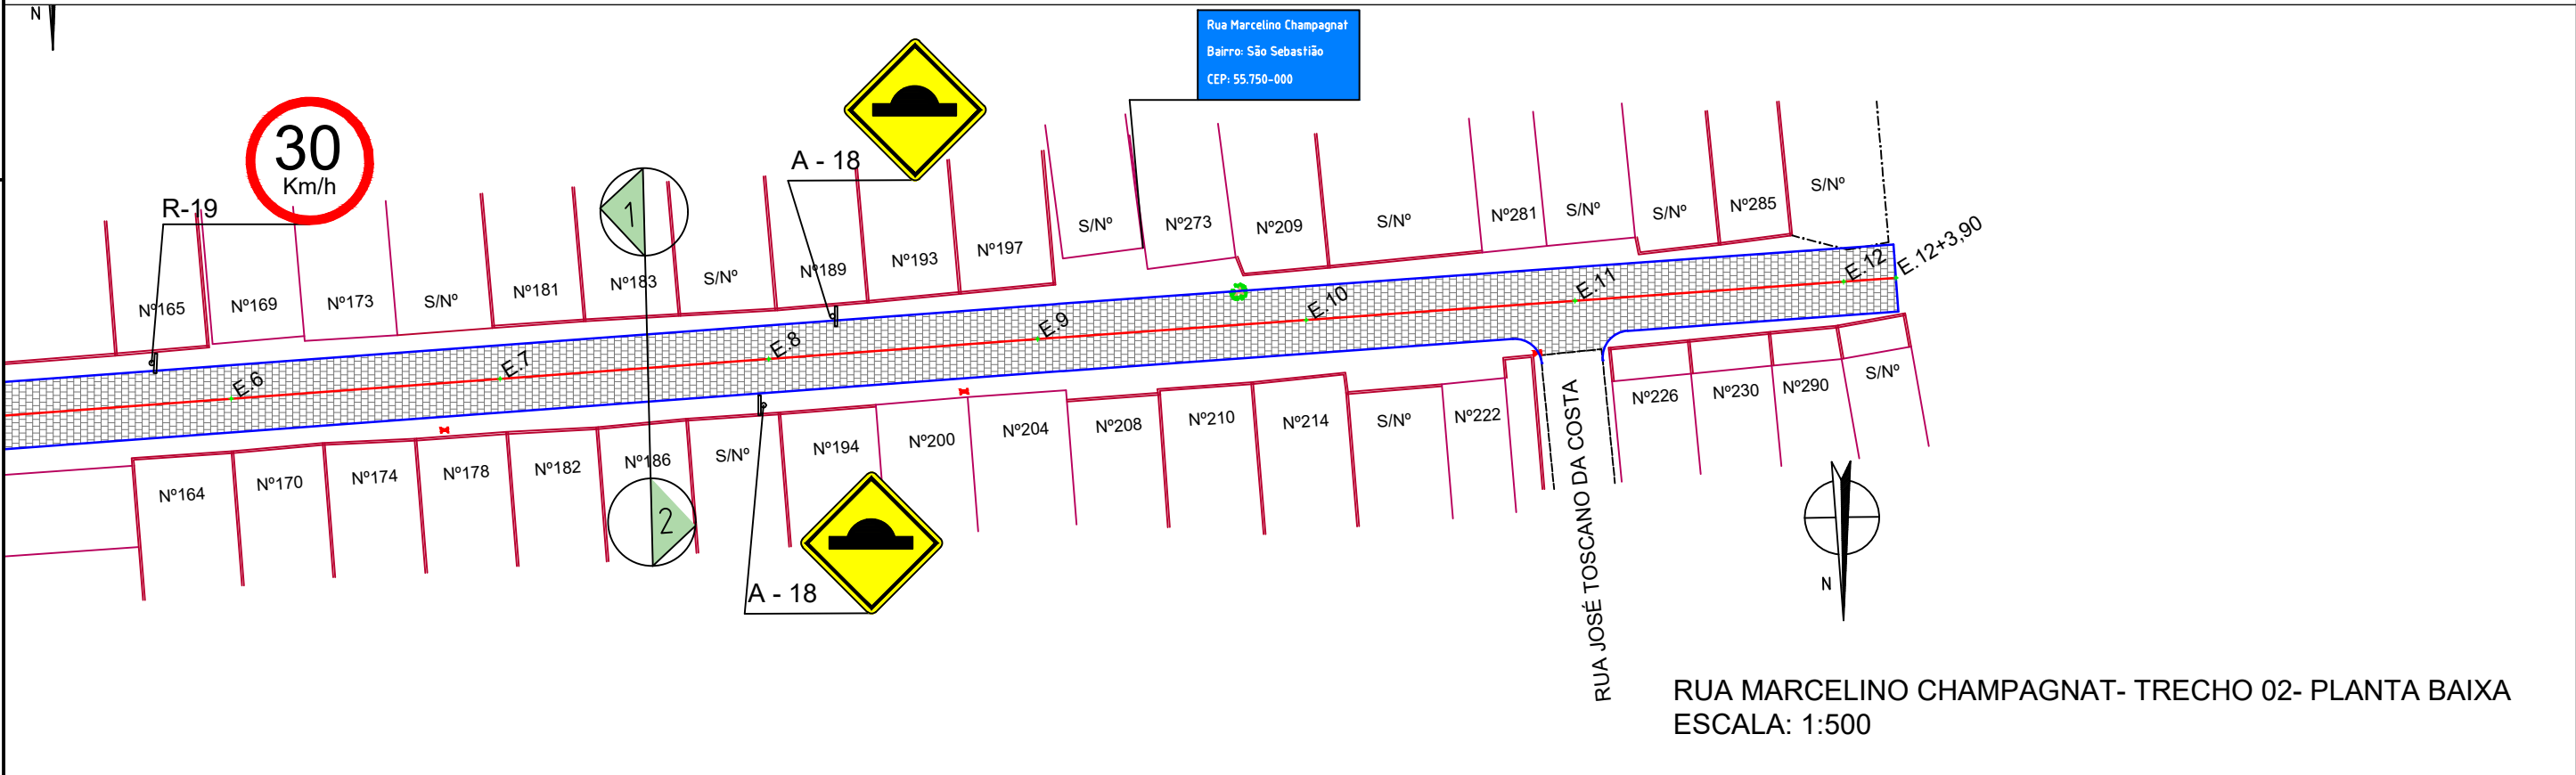 N
Rua Marcelino Champagnat
Bairro: São Sebastião
CEP: 55.750-000
30
Km/h
R-19
A - 18
1
Nº165
Nº169
Nº173
S/Nº
Nº181
Nº183
S/Nº
Nº189
Nº193
Nº197
S/Nº
Nº273
Nº209
S/Nº
Nº281
S/Nº
S/Nº
Nº285
S/Nº
E.6
E.7
E.8
E.9
E.10
E.11
E.12
E.12+3,90
Nº164
Nº170
Nº174
Nº178
Nº182
Nº186
S/Nº
Nº194
Nº200
Nº204
Nº208
Nº210
Nº214
S/Nº
Nº222
Nº226
Nº230
Nº290
S/Nº
2
A - 18
RUA JOSÉ TOSCANO DA COSTA
N
RUA MARCELINO CHAMPAGNAT- TRECHO 02- PLANTA BAIXA
ESCALA: 1:500